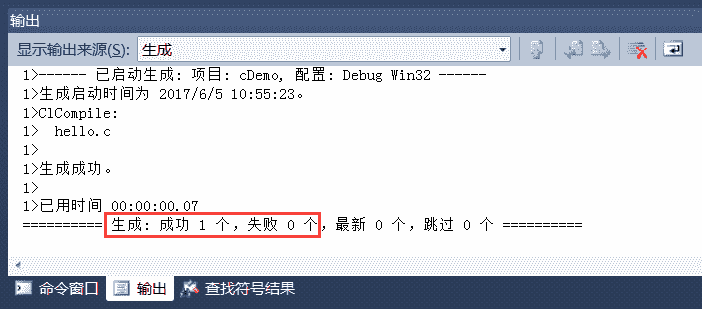 输出
显示输出来源(S): 生成
1>------ 已启动生成: 项目: cDemo, 配置: Debug Win32 ------
1>生成启动时间为 2017/6/5 10:55:23。
1>ClCompile:
1>  hello.c
1>
1>生成成功。
1>
1>已用时间 00:00:00.07
========== 生成: 成功 1 个，失败 0 个，最新 0 个，跳过 0 个 ==========
命令窗口 输出 查找符号结果